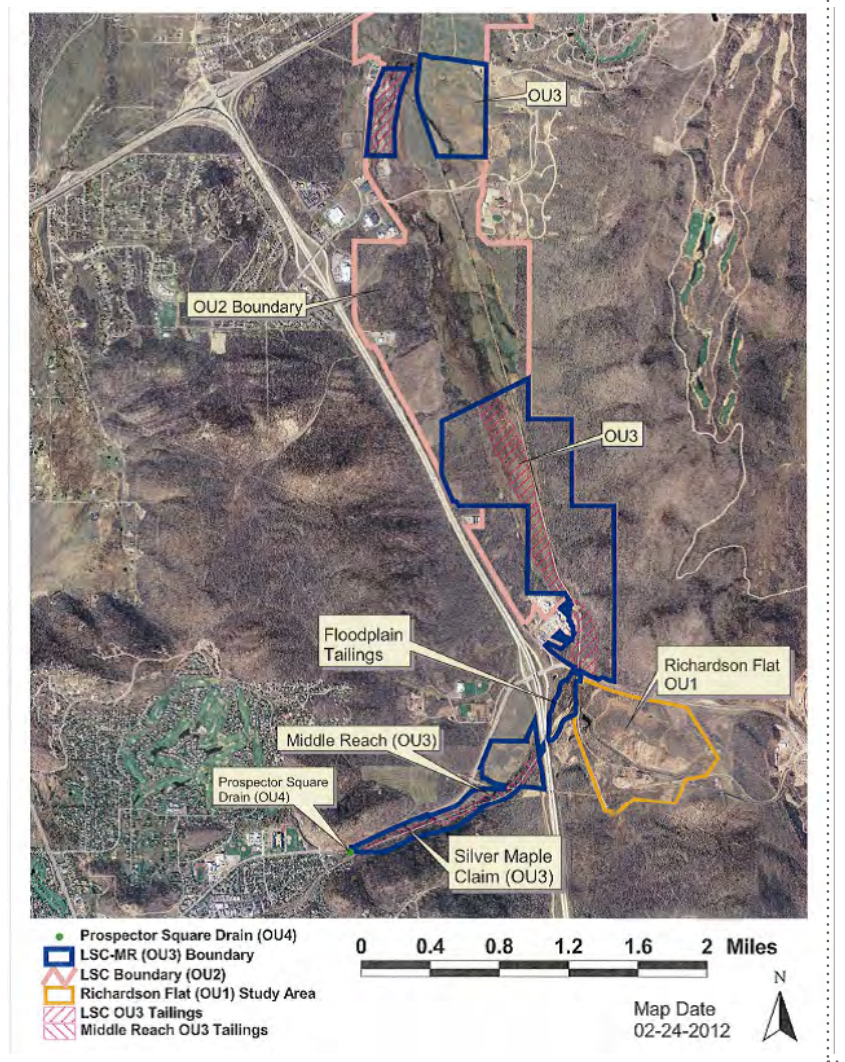 OU3
OU2 Boundary
OU3
Floodplain
Tailings
Richardson Flat
OU1
Middle Reach (OU3)
Prospector Square
Drain (OU4)
Silver Maple
Claim (OU3)
Prospector Square Drain (OU4)
LSC-MR (OU3) Boundary
LSC Boundary (OU2)
Richardson Flat (OU1) Study Area
LSC OU3 Tailings
Middle Reach OU3 Tailings
0 0.4 0.8 1.2 1.6 2 Miles
N
Map Date
02-24-2012